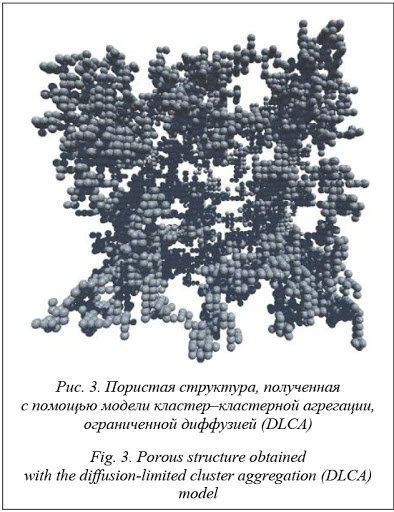 Рис. 3. Пористая структура, полученная
с помощью модели кластер–кластерной агрегации,
ограниченной диффузией (DLCA)
Fig. 3. Porous structure obtained
with the diffusion-limited cluster aggregation (DLCA)
model